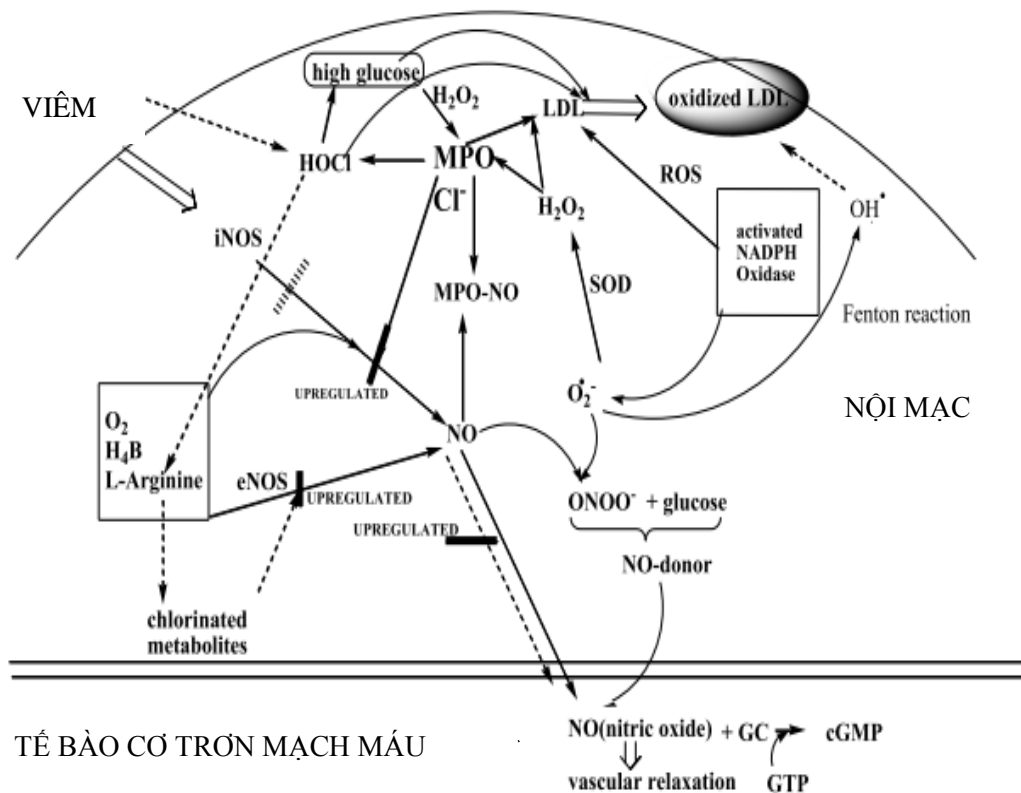 high glucose
H₂O₂
LDL
oxidized LDL
VIÊM
HOCl
MPO
Cl⁻
H₂O₂
ROS
OH•
activated
NADPH
Oxidase
iNOS
MPO-NO
SOD
Fenton reaction
UPREGULATED
O₂•⁻
NỘI MẠC
O₂
H₄B
L-Arginine
NO
eNOS
UPREGULATED
ONOO⁻ + glucose
UPREGULATED
NO-donor
chlorinated
metabolites
TẾ BÀO CƠ TRƠN MẠCH MÁU
NO(nitric oxide) + GC cGMP
vascular relaxation GTP